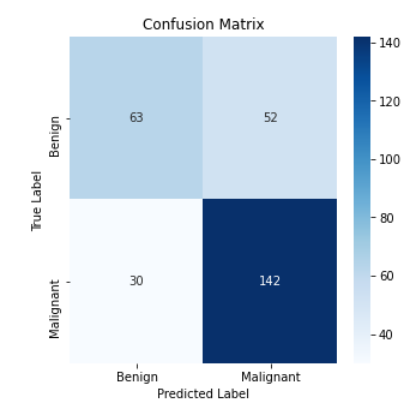 Confusion Matrix
True Label
Benign
63
52
Malignant
30
142
Benign
Malignant
Predicted Label
140
120
100
80
60
40